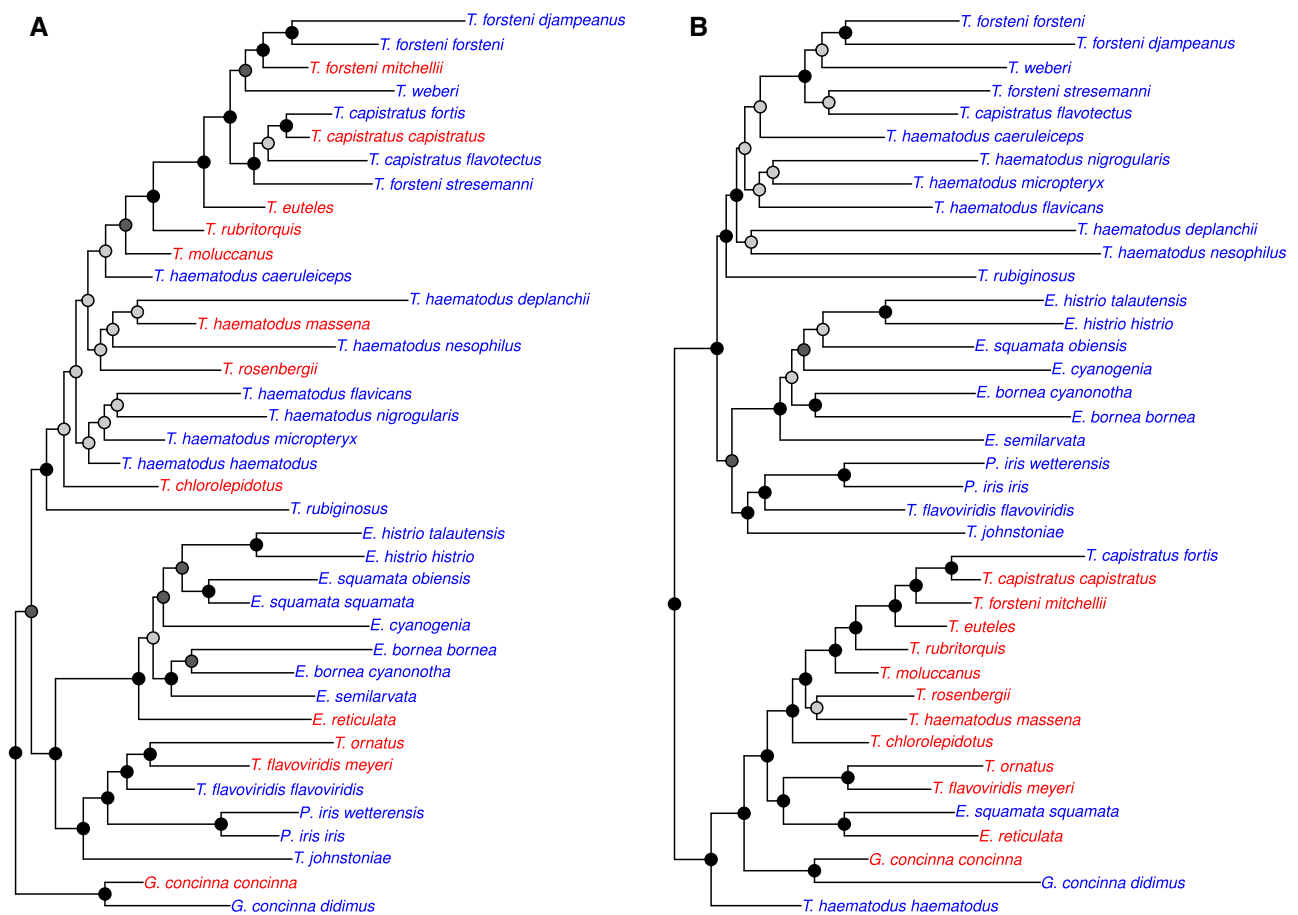 A
T. forsteni djampeanus
T. forsteni forsteni
T. forsteni mitchellii
T. weberi
T. capistratus fortis
T. capistratus capistratus
T. capistratus flavotectus
T. forsteni stresemanni
T. euteles
T. rubritorquis
T. moluccanus
T. haematodus caeruleiceps
T. haematodus deplanchii
T. haematodus massena
T. haematodus nesophilus
T. rosenbergii
T. haematodus flavicans
T. haematodus nigrogularis
T. haematodus micropteryx
T. haematodus haematodus
T. chlorolepidotus
T. rubiginosus
E. histrio talautensis
E. histrio histrio
E. squamata obiensis
E. squamata squamata
E. cyanogenia
E. bornea bornea
E. bornea cyanonotha
E. semilarvata
E. reticulata
T. ornatus
T. flavoviridis meyeri
T. flavoviridis flavoviridis
P. iris wetterensis
P. iris iris
T. johnstoniae
G. concinna concinna
G. concinna didimus
B
T. forsteni forsteni
T. forsteni djampeanus
T. weberi
T. forsteni stresemanni
T. capistratus flavotectus
T. haematodus caeruleiceps
T. haematodus nigrogularis
T. haematodus micropteryx
T. haematodus flavicans
T. haematodus deplanchii
T. haematodus nesophilus
T. rubiginosus
E. histrio talautensis
E. histrio histrio
E. squamata obiensis
E. cyanogenia
E. bornea cyanonotha
E. bornea bornea
E. semilarvata
P. iris wetterensis
P. iris iris
T. flavoviridis flavoviridis
T. johnstoniae
T. capistratus fortis
T. capistratus capistratus
T. forsteni mitchellii
T. euteles
T. rubritorquis
T. moluccanus
T. rosenbergii
T. haematodus massena
T. chlorolepidotus
T. ornatus
T. flavoviridis meyeri
E. squamata squamata
E. reticulata
G. concinna concinna
G. concinna didimus
T. haematodus haematodus